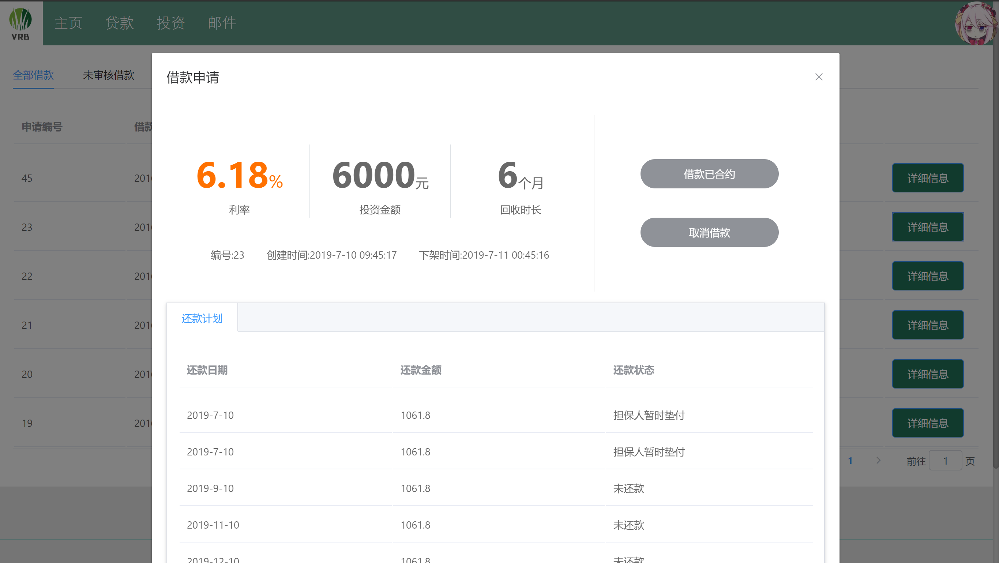 VRB
主页 贷款 投资 邮件
全部借款 未审核借款
借款申请
申请编号 借款
6.18% 6000元 6个月
利率 投资金额 回收时长
借款已合约
取消借款
编号:23 创建时间:2019-7-10 09:45:17 下架时间:2019-7-11 00:45:16
45 201 详细信息
23 201 详细信息
22 201 详细信息
21 201 详细信息
20 201 详细信息
19 201 详细信息
还款计划
还款日期 还款金额 还款状态
2019-7-10 1061.8 担保人暂时垫付
2019-7-10 1061.8 担保人暂时垫付
2019-9-10 1061.8 未还款
2019-11-10 1061.8 未还款
2019-12-10 1061.8 未还款
1 前往 1 页